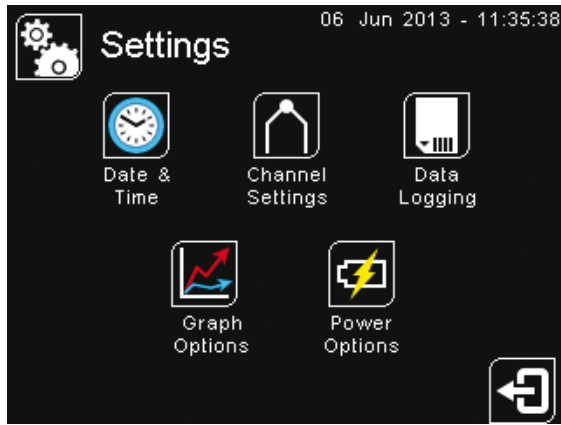 06 Jun 2013 - 11:35:38
Settings
Date &
Time
Channel
Settings
Data
Logging
Graph
Options
Power
Options